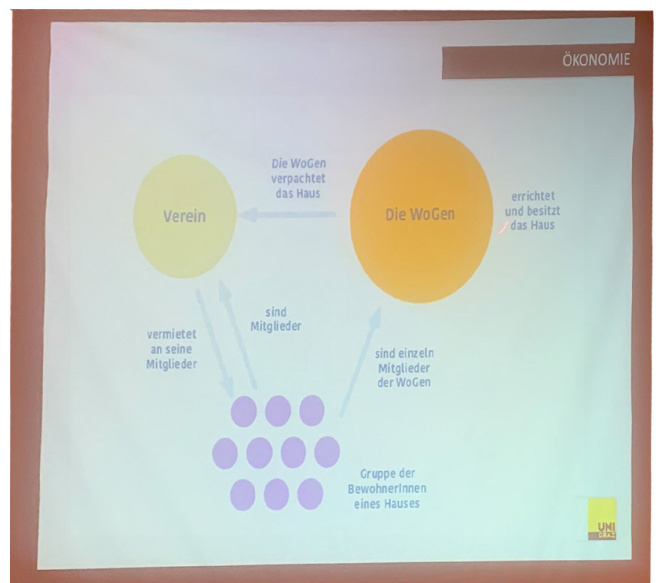 ÖKONOMIE
Die WoGen
verpachtet
das Haus
Verein
Die WoGen
errichtet
und besitzt
das Haus
vermietet
an seine
Mitglieder
sind
Mitglieder
sind einzeln
Mitglieder
der WoGen
Gruppe der
BewohnerInnen
eines Hauses
UNI
GRAZ